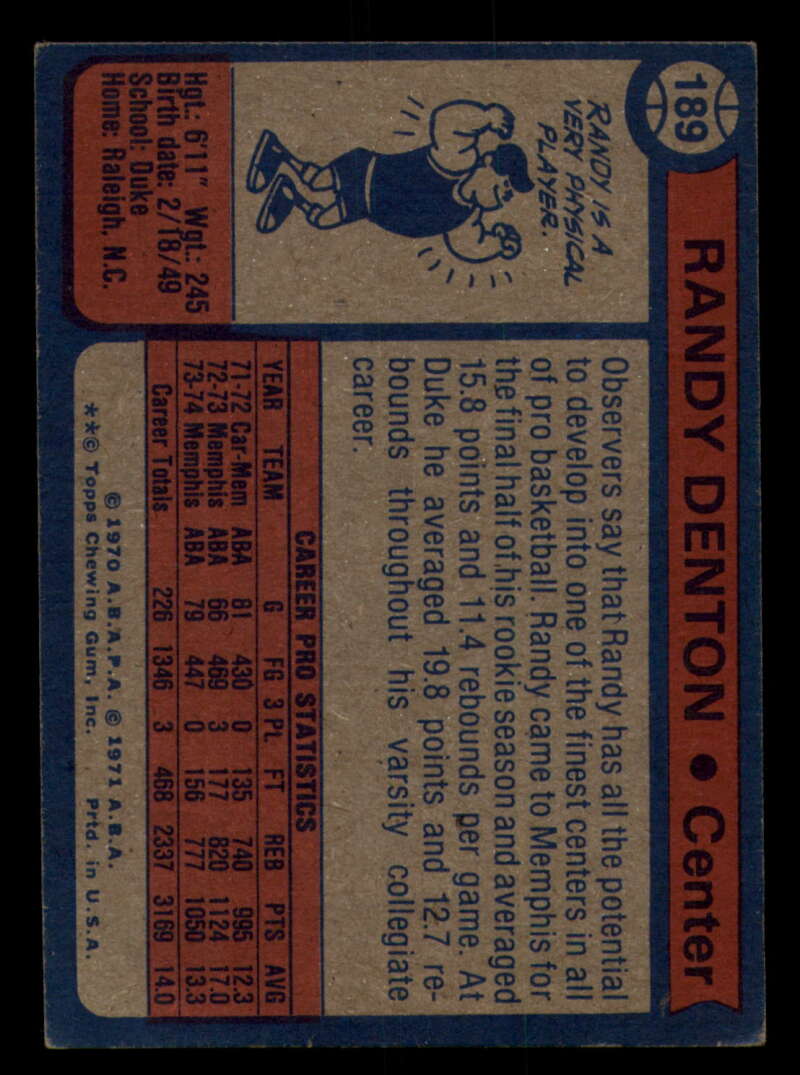 189
RANDY DENTON • Center
RANDY IS A
VERY PHYSICAL
PLAYER.
Hgt.: 6'11" Wgt.: 245
Birth date: 2/18/49
School: Duke
Home: Raleigh, N.C.
Observers say that Randy has all the potential
to develop into one of the finest centers in all
of pro basketball. Randy came to Memphis for
the final half of his rookie season and averaged
15.8 points and 11.4 rebounds per game. At
Duke he averaged 19.8 points and 12.7 re-
bounds throughout his varsity collegiate
career.
CAREER PRO STATISTICS
YEAR TEAM G FG 3 Pt. FT REB PTS AVG
71-72 Car-Mem ABA 81 430 0 135 740 995 12.3
72-73 Memphis ABA 66 469 3 177 820 1124 17.0
73-74 Memphis ABA 79 447 0 156 777 1050 13.3
Career Totals 226 1346 3 468 2337 3169 14.0
© 1970 A.B.A.P.A. © 1971 A.B.A.
**© Topps Chewing Gum, Inc. Prtd. in U.S.A.